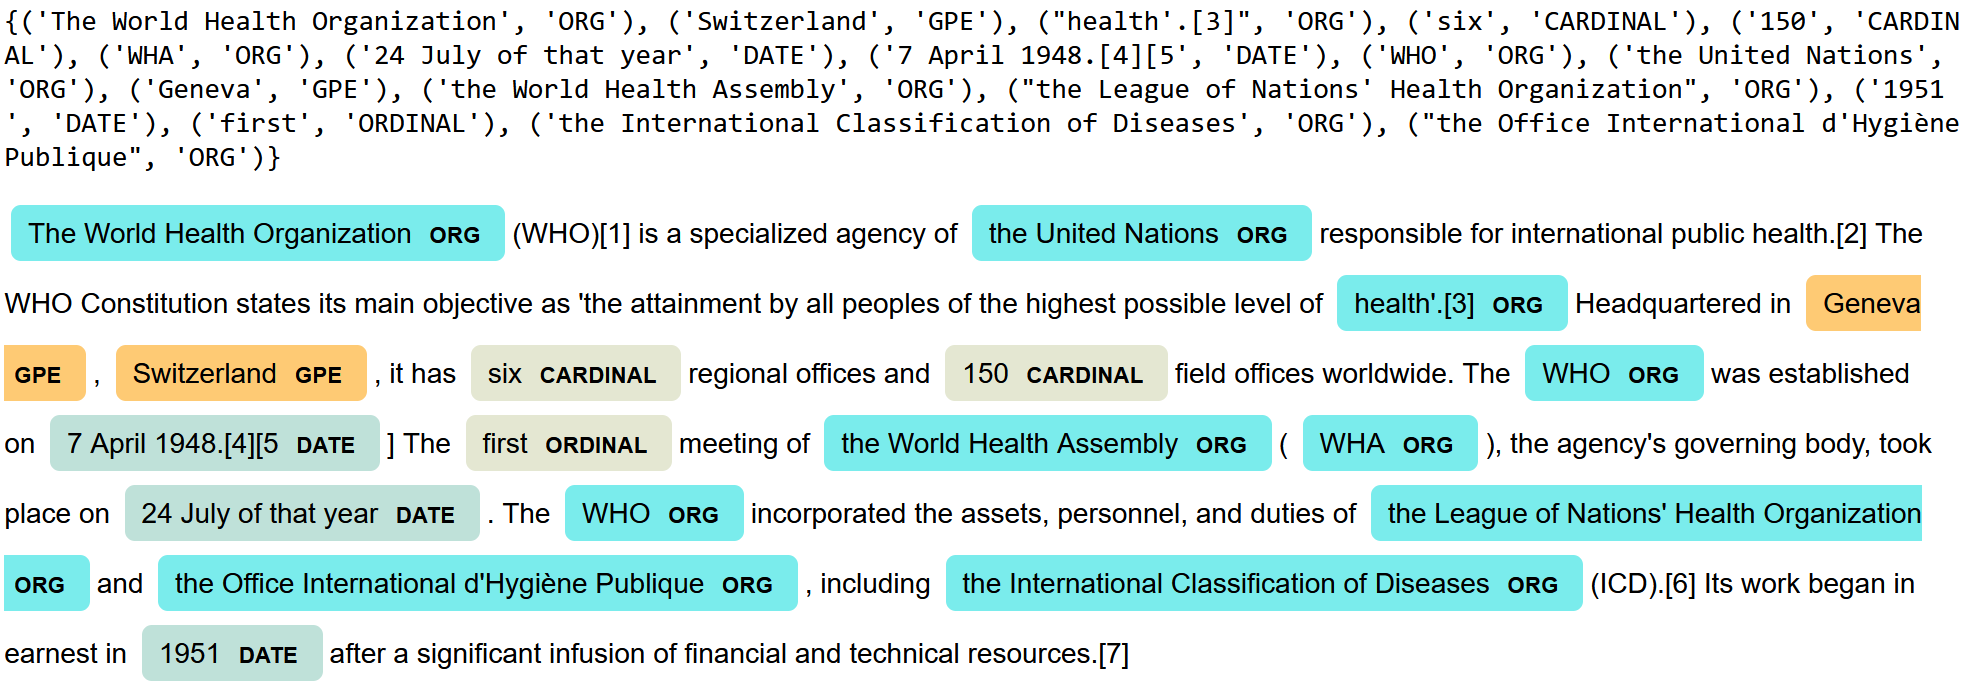 {('The World Health Organization', 'ORG'), ('Switzerland', 'GPE'), ("health'.[3]", 'ORG'), ('six', 'CARDINAL'), ('150', 'CARDIN
AL'), ('WHA', 'ORG'), ('24 July of that year', 'DATE'), ('7 April 1948.[4][5', 'DATE'), ('WHO', 'ORG'), ('the United Nations',
'ORG'), ('Geneva', 'GPE'), ('the World Health Assembly', 'ORG'), ("the League of Nations' Health Organization", 'ORG'), ('1951
', 'DATE'), ('first', 'ORDINAL'), ('the International Classification of Diseases', 'ORG'), ("the Office International d'Hygiène
Publique", 'ORG')}
The World Health Organization ORG (WHO)[1] is a specialized agency of the United Nations ORG responsible for international public health.[2] The
WHO Constitution states its main objective as 'the attainment by all peoples of the highest possible level of health'.[3] ORG Headquartered in Geneva
GPE , Switzerland GPE , it has six CARDINAL regional offices and 150 CARDINAL field offices worldwide. The WHO ORG was established
on 7 April 1948.[4][5 DATE ] The first ORDINAL meeting of the World Health Assembly ORG ( WHA ORG ), the agency's governing body, took
place on 24 July of that year DATE . The WHO ORG incorporated the assets, personnel, and duties of the League of Nations' Health Organization
ORG and the Office International d'Hygiène Publique ORG , including the International Classification of Diseases ORG (ICD).[6] Its work began in
earnest in 1951 DATE after a significant infusion of financial and technical resources.[7]